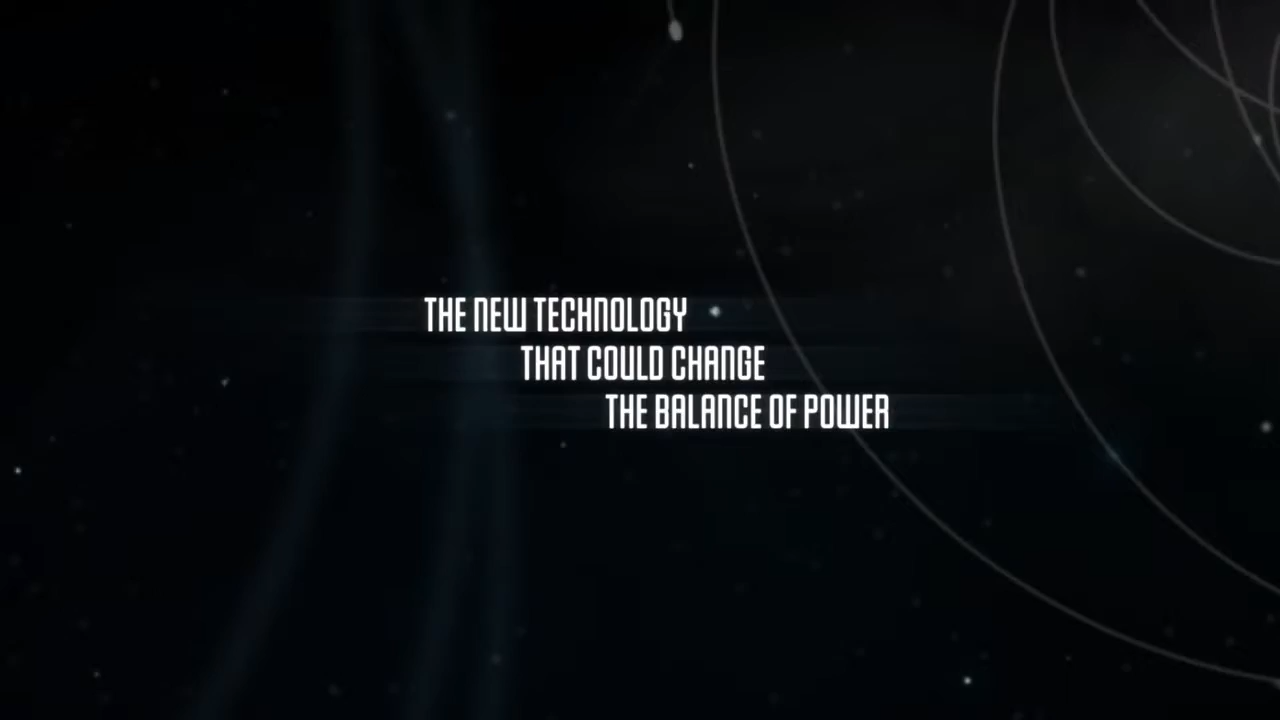 THE NEW TECHNOLOGY
THAT COULD CHANGE
THE BALANCE OF POWER